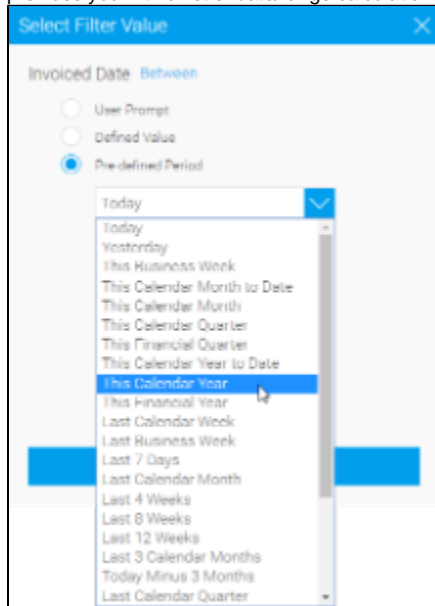 Select Filter Value
Invoiced Date Between
User Prompt
Defined Value
Pre-defined Period
Today
Today
Yesterday
This Business Week
This Calendar Month to Date
This Calendar Month
This Calendar Quarter
This Financial Quarter
This Calendar Year to Date
This Calendar Year
This Financial Year
Last Calendar Week
Last Business Week
Last 7 Days
Last Calendar Month
Last 4 Weeks
Last 8 Weeks
Last 12 Weeks
Last 3 Calendar Months
Today Minus 3 Months
Last Calendar Quarter